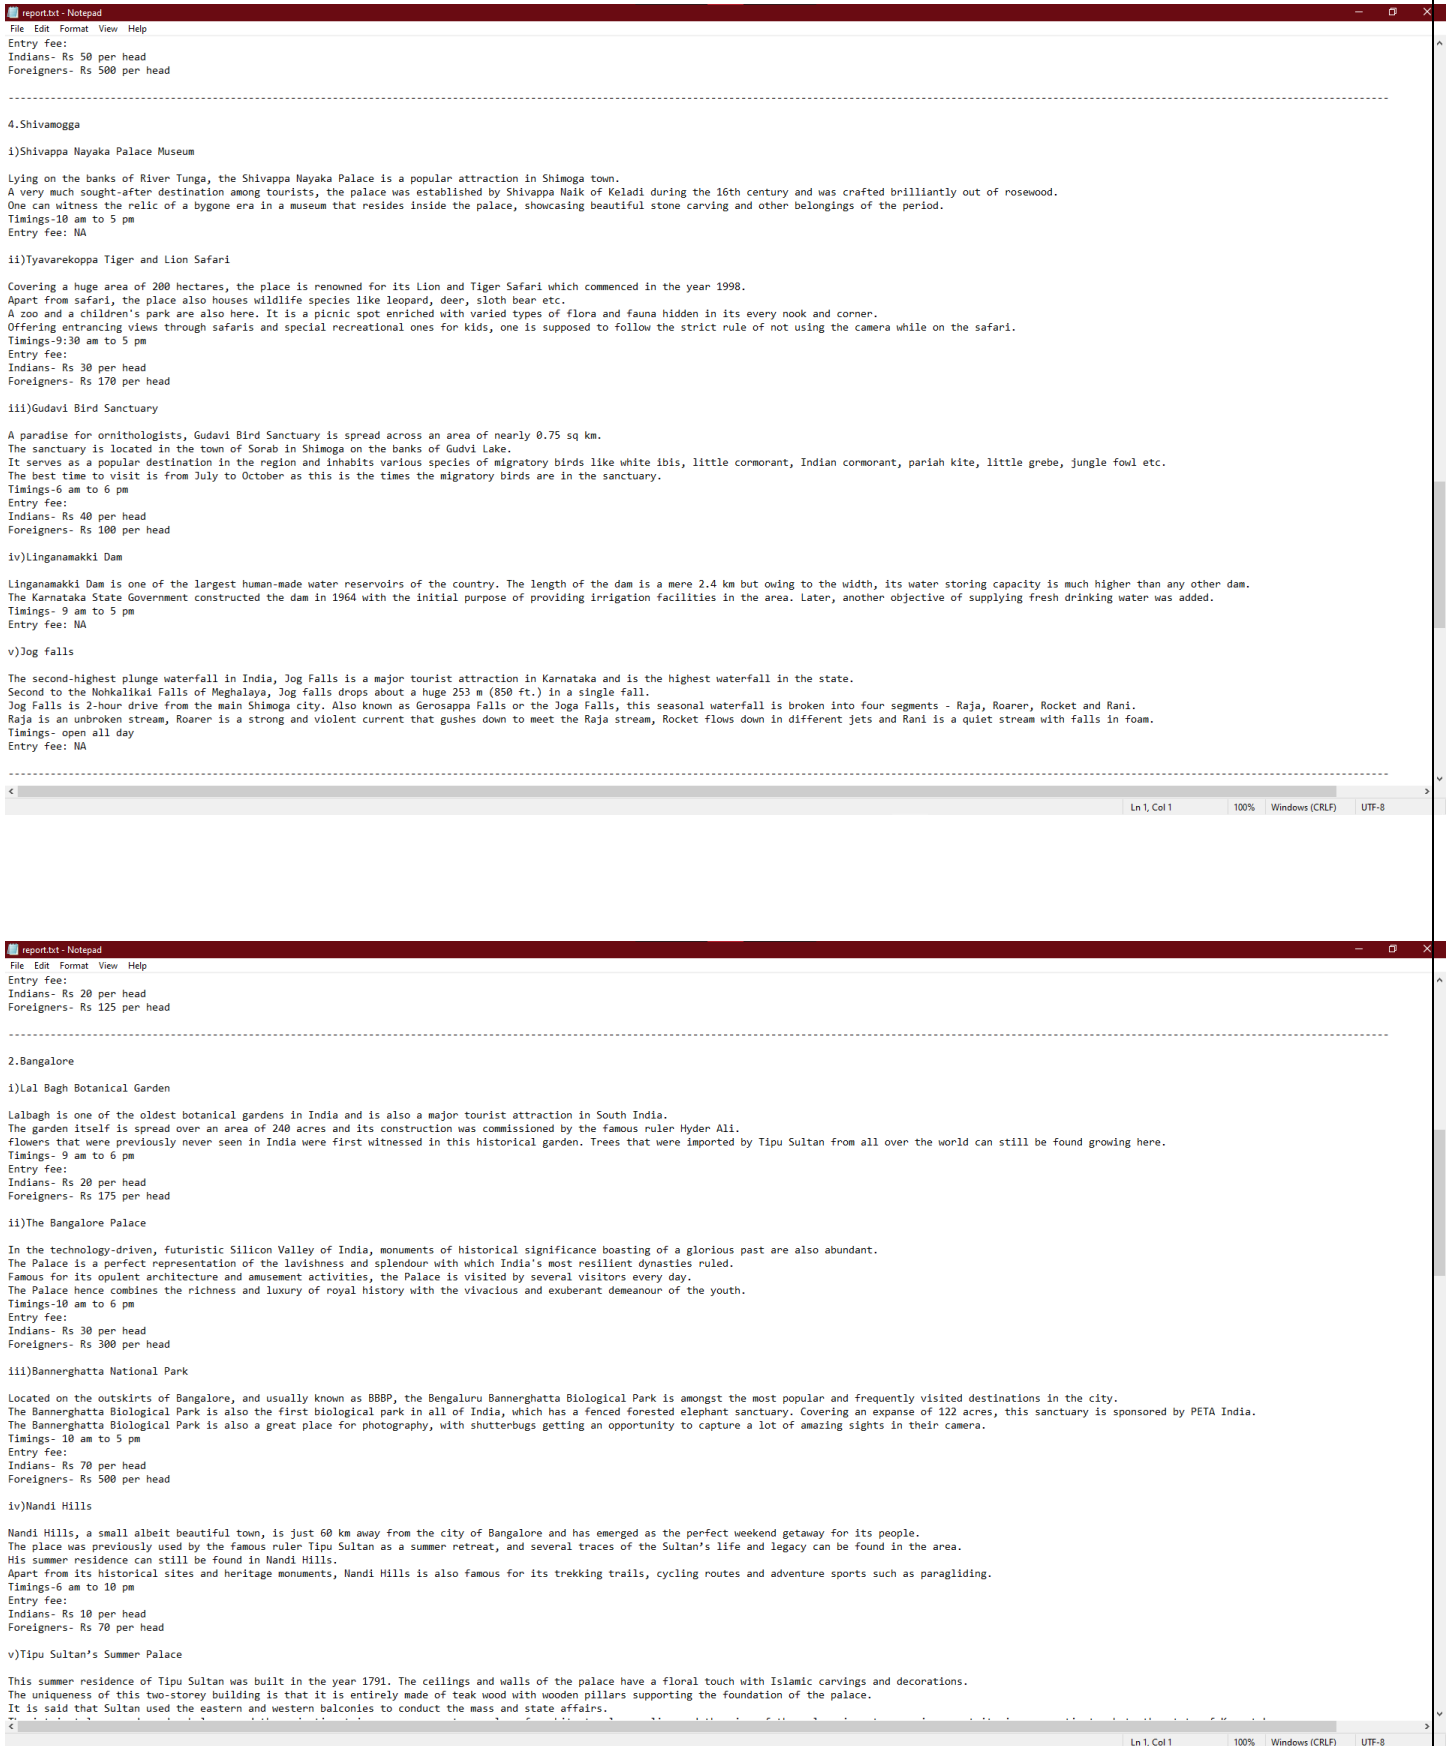 report.txt - Notepad
File Edit Format View Help
Entry fee:
Indians- Rs 50 per head
Foreigners- Rs 500 per head
--------------------------------------------------------------------------------
4.Shivamogga
i)Shivappa Nayaka Palace Museum
Lying on the banks of River Tunga, the Shivappa Nayaka Palace is a popular attraction in Shimoga town.
A very much sought-after destination among tourists, the palace was established by Shivappa Naik of Keladi during the 16th century and was crafted brilliantly out of rosewood.
One can witness the relic of a bygone era in a museum that resides inside the palace, showcasing beautiful stone carving and other belongings of the period.
Timings-10 am to 5 pm
Entry fee: NA
ii)Tyavarekoppa Tiger and Lion Safari
Covering a huge area of 200 hectares, the place is renowned for its Lion and Tiger Safari which commenced in the year 1998.
Apart from safari, the place also houses wildlife species like leopard, deer, sloth bear etc.
A zoo and a children's park are also here. It is a picnic spot enriched with varied types of flora and fauna hidden in its every nook and corner.
Offering entrancing views through safaris and special recreational ones for kids, one is supposed to follow the strict rule of not using the camera while on the safari.
Timings-9:30 am to 5 pm
Entry fee:
Indians- Rs 30 per head
Foreigners- Rs 170 per head
iii)Gudavi Bird Sanctuary
A paradise for ornithologists, Gudavi Bird Sanctuary is spread across an area of nearly 0.75 sq km.
The sanctuary is located in the town of Sorab in Shimoga on the banks of Gudvi Lake.
It serves as a popular destination in the region and inhabits various species of migratory birds like white ibis, little cormorant, Indian cormorant, pariah kite, little grebe, jungle fowl etc.
The best time to visit is from July to October as this is the times the migratory birds are in the sanctuary.
Timings-6 am to 6 pm
Entry fee:
Indians- Rs 40 per head
Foreigners- Rs 100 per head
iv)Linganamakki Dam
Linganamakki Dam is one of the largest human-made water reservoirs of the country. The length of the dam is a mere 2.4 km but owing to the width, its water storing capacity is much higher than any other dam.
The Karnataka State Government constructed the dam in 1964 with the initial purpose of providing irrigation facilities in the area. Later, another objective of supplying fresh drinking water was added.
Timings- 9 am to 5 pm
Entry fee: NA
v)Jog falls
The second-highest plunge waterfall in India, Jog Falls is a major tourist attraction in Karnataka and is the highest waterfall in the state.
Second to the Nohkalikai Falls of Meghalaya, Jog falls drops about a huge 253 m (850 ft.) in a single fall.
Jog Falls is 2-hour drive from the main Shimoga city. Also known as Gerosappa Falls or the Joga Falls, this seasonal waterfall is broken into four segments - Raja, Roarer, Rocket and Rani.
Raja is an unbroken stream, Roarer is a strong and violent current that gushes down to meet the Raja stream, Rocket flows down in different jets and Rani is a quiet stream with falls in foam.
Timings- open all day
Entry fee: NA
--------------------------------------------------------------------------------
Ln 1, Col 1 100% Windows (CRLF) UTF-8
report.txt - Notepad
File Edit Format View Help
Entry fee:
Indians- Rs 20 per head
Foreigners- Rs 125 per head
--------------------------------------------------------------------------------
2.Bangalore
i)Lal Bagh Botanical Garden
Lalbagh is one of the oldest botanical gardens in India and is also a major tourist attraction in South India.
The garden itself is spread over an area of 240 acres and its construction was commissioned by the famous ruler Hyder Ali.
flowers that were previously never seen in India were first witnessed in this historical garden. Trees that were imported by Tipu Sultan from all over the world can still be found growing here.
Timings- 9 am to 6 pm
Entry fee:
Indians- Rs 20 per head
Foreigners- Rs 175 per head
ii)The Bangalore Palace
In the technology-driven, futuristic Silicon Valley of India, monuments of historical significance boasting of a glorious past are also abundant.
The Palace is a perfect representation of the lavishness and splendour with which India's most resilient dynasties ruled.
Famous for its opulent architecture and amusement activities, the Palace is visited by several visitors every day.
The Palace hence combines the richness and luxury of royal history with the vivacious and exuberant demeanour of the youth.
Timings-10 am to 6 pm
Entry fee:
Indians- Rs 30 per head
Foreigners- Rs 300 per head
iii)Bannerghatta National Park
Located on the outskirts of Bangalore, and usually known as BBBP, the Bengaluru Bannerghatta Biological Park is amongst the most popular and frequently visited destinations in the city.
The Bannerghatta Biological Park is also the first biological park in all of India, which has a fenced forested elephant sanctuary. Covering an expanse of 122 acres, this sanctuary is sponsored by PETA India.
The Bannerghatta Biological Park is also a great place for photography, with shutterbugs getting an opportunity to capture a lot of amazing sights in their camera.
Timings- 10 am to 5 pm
Entry fee:
Indians- Rs 70 per head
Foreigners- Rs 500 per head
iv)Nandi Hills
Nandi Hills, a small albeit beautiful town, is just 60 km away from the city of Bangalore and has emerged as the perfect weekend getaway for its people.
The place was previously used by the famous ruler Tipu Sultan as a summer retreat, and several traces of the Sultan’s life and legacy can be found in the area.
His summer residence can still be found in Nandi Hills.
Apart from its historical sites and heritage monuments, Nandi Hills is also famous for its trekking trails, cycling routes and adventure sports such as paragliding.
Timings-6 am to 10 pm
Entry fee:
Indians- Rs 10 per head
Foreigners- Rs 70 per head
v)Tipu Sultan’s Summer Palace
This summer residence of Tipu Sultan was built in the year 1791. The ceilings and walls of the palace have a floral touch with Islamic carvings and decorations.
The uniqueness of this two-storey building is that it is entirely made of teak wood with wooden pillars supporting the foundation of the palace.
It is said that Sultan used the eastern and western balconies to conduct the mass and state affairs.
Ln 1, Col 1 100% Windows (CRLF) UTF-8